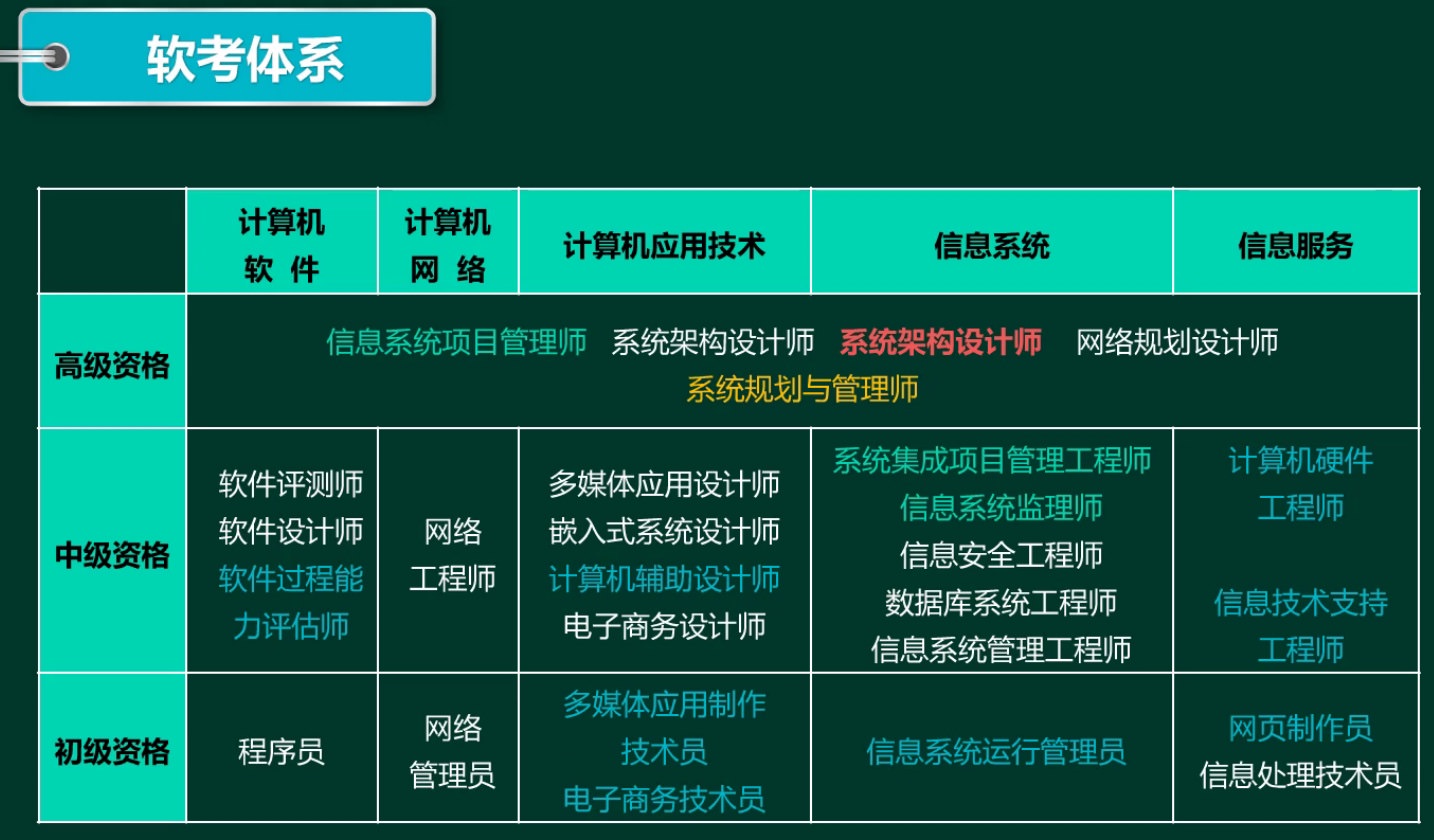 软考体系
计算机
软 件
计算机
网 络
计算机应用技术
信息系统
信息服务
高级资格
信息系统项目管理师 系统架构设计师 系统架构设计师 网络规划设计师
系统规划与管理师
中级资格
软件评测师
软件设计师
软件过程能
力评估师
网络
工程师
多媒体应用设计师
嵌入式系统设计师
计算机辅助设计师
电子商务设计师
系统集成项目管理工程师
信息系统监理师
信息安全工程师
数据库系统工程师
信息系统管理工程师
计算机硬件
工程师
信息技术支持
工程师
初级资格
程序员
网络
管理员
多媒体应用制作
技术员
电子商务技术员
信息系统运行管理员
网页制作员
信息处理技术员